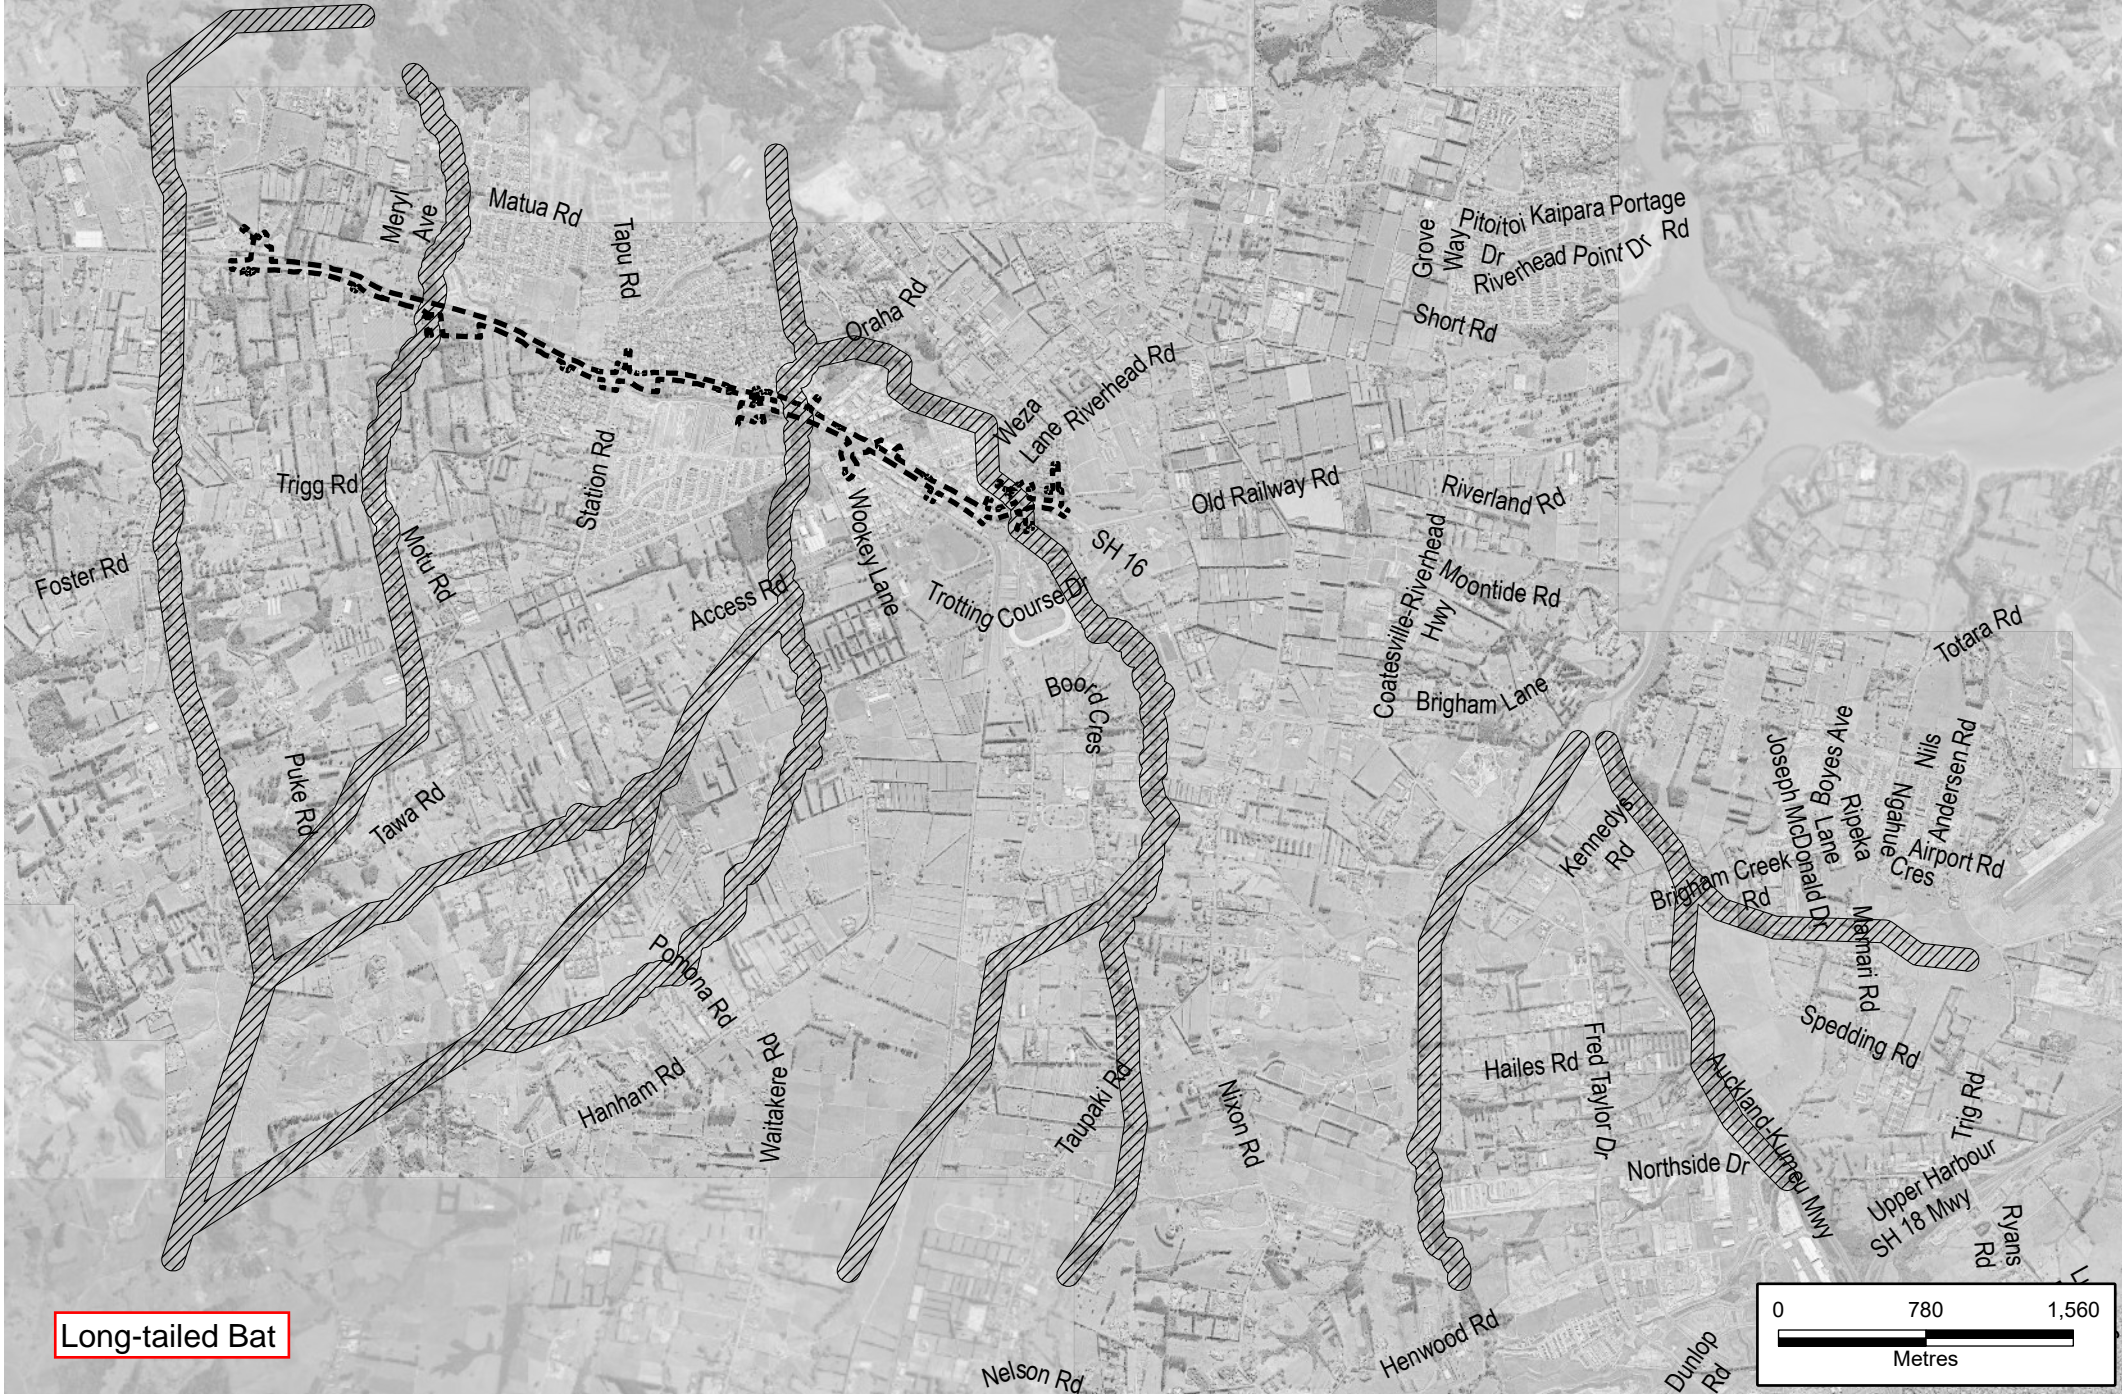 Meryl
Ave
Matua Rd
Tapu Rd
Oraha Rd
Grove
Way
Pitoitoi
Dr
Kaipara Portage
Rd
Riverhead Point Dr
Short Rd
Riverhead Rd
Weza
Lane
Trigg Rd
Station Rd
Old Railway Rd
Riverland Rd
Foster Rd
Motu Rd
Wookey Lane
SH 16
Access Rd
Trotting Course Dr
Coatesville-Riverhead
Hwy
Moontide Rd
Totara Rd
Boord Cres
Brigham Lane
Puke Rd
Tawa Rd
Joseph McDonald Dr
Boyes Ave
Ripeka
Lane
Nils
Andersen Rd
Ngahue
Cres
Airport Rd
Kennedys
Rd
Brigham Creek
Rd
Mamari Rd
Pomona Rd
Spedding Rd
Hanham Rd
Waitakere Rd
Taupaki Rd
Nixon Rd
Hailes Rd
Fred Taylor Dr
Auckland-Kumeu Mwy
Trig Rd
Northside Dr
Upper Harbour
SH 18 Mwy
Ryans
Rd
Long-tailed Bat
Nelson Rd
Henwood Rd
Dunlop
Rd
0 780 1,560
Metres